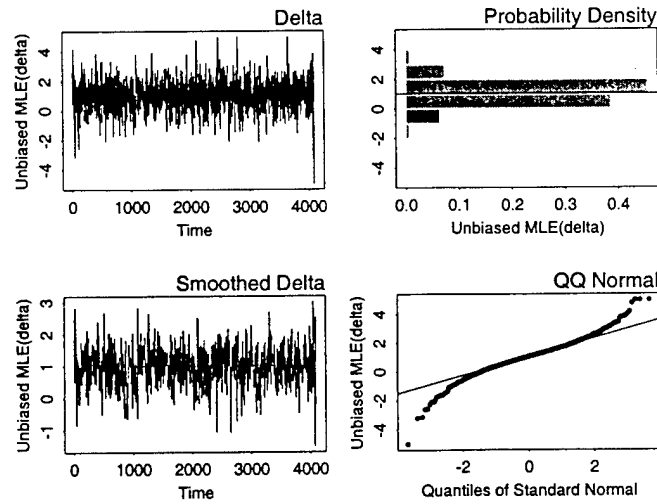 Delta
Unbiased MLE(delta)
4
2
0
-2
-4
0 1000 2000 3000 4000
Time
Probability Density
Unbiased MLE(delta)
4
2
0
-2
-4
0.0 0.1 0.2 0.3 0.4
Unbiased MLE(delta)
Smoothed Delta
Unbiased MLE(delta)
3
2
1
0
-1
0 1000 2000 3000 4000
Time
QQ Normal
Unbiased MLE(delta)
4
2
0
-2
-4
-2 0 2
Quantiles of Standard Normal